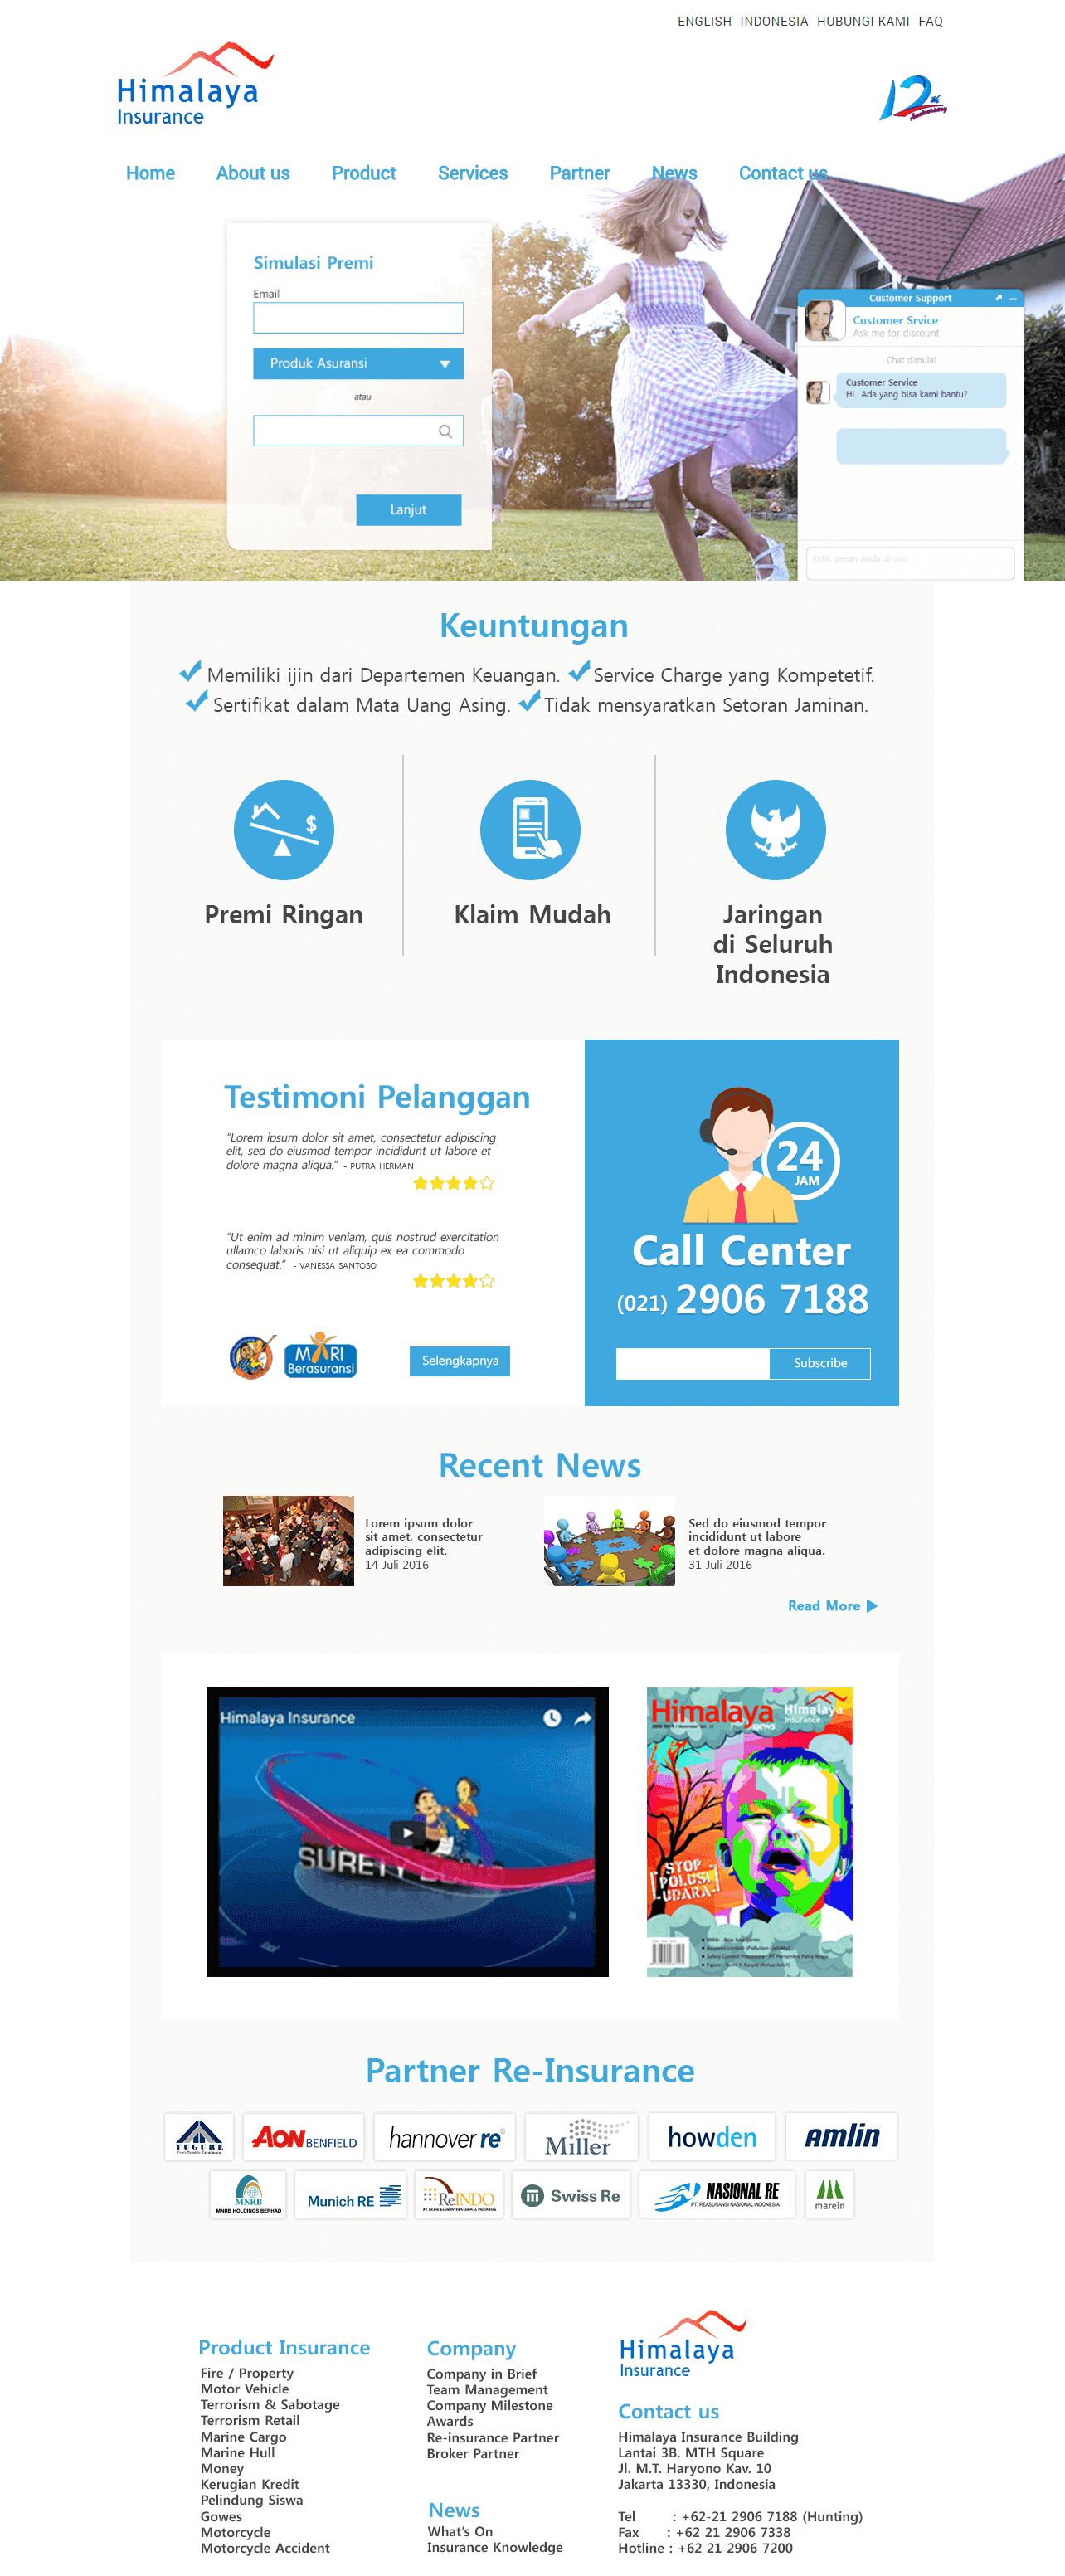 ENGLISH INDONESIA HUBUNGI KAMI FAQ
Himalaya
Insurance
12th
Anniversary
Home About us Product Services Partner News Contact us
Simulasi Premi
Email
Produk Asuransi
atau
Lanjut
Customer Support
Customer Srvice
Ask me for discount
Chat dimulai
Customer Service
Hi.. Ada yang bisa kami bantu?
Ketik pesan Anda di sini
Keuntungan
Memiliki ijin dari Departemen Keuangan. Service Charge yang Kompetetif.
Sertifikat dalam Mata Uang Asing. Tidak mensyaratkan Setoran Jaminan.
$
Premi Ringan
Klaim Mudah
Jaringan
di Seluruh
Indonesia
Testimoni Pelanggan
"Lorem ipsum dolor sit amet, consectetur adipiscing
elit, sed do eiusmod tempor incididunt ut labore et
dolore magna aliqua." - PUTRA HERMAN
"Ut enim ad minim veniam, quis nostrud exercitation
ullamco laboris nisi ut aliquip ex ea commodo
consequat." - VANESSA SANTOSO
MARI
Berasuransi
Selengkapnya
24
JAM
Call Center
(021) 2906 7188
Subscribe
Recent News
Lorem ipsum dolor
sit amet, consectetur
adipiscing elit.
14 Juli 2016
Sed do eiusmod tempor
incididunt ut labore
et dolore magna aliqua.
31 Juli 2016
Read More
Himalaya Insurance
SURETY
Himalaya
news
Himalaya
Insurance
STOP
POLUSI
UDARA
Partner Re-Insurance
TUGURE
AON BENFIELD
hannover re
Miller
howden
amlin
MNRB
MNRB HOLDINGS BERHAD
Munich RE
ReINDO
PT. REASURANSI INTERNASIONAL INDONESIA
Swiss Re
NASIONAL RE
PT. REASURANSI NASIONAL INDONESIA
marein
Product Insurance
Fire / Property
Motor Vehicle
Terrorism & Sabotage
Terrorism Retail
Marine Cargo
Marine Hull
Money
Kerugian Kredit
Pelindung Siswa
Gowes
Motorcycle
Motorcycle Accident
Company
Company in Brief
Team Management
Company Milestone
Awards
Re-insurance Partner
Broker Partner
News
What's On
Insurance Knowledge
Himalaya
Insurance
Contact us
Himalaya Insurance Building
Lantai 3B. MTH Square
Jl. M.T. Haryono Kav. 10
Jakarta 13330, Indonesia
Tel : +62-21 2906 7188 (Hunting)
Fax : +62 21 2906 7338
Hotline : +62 21 2906 7200